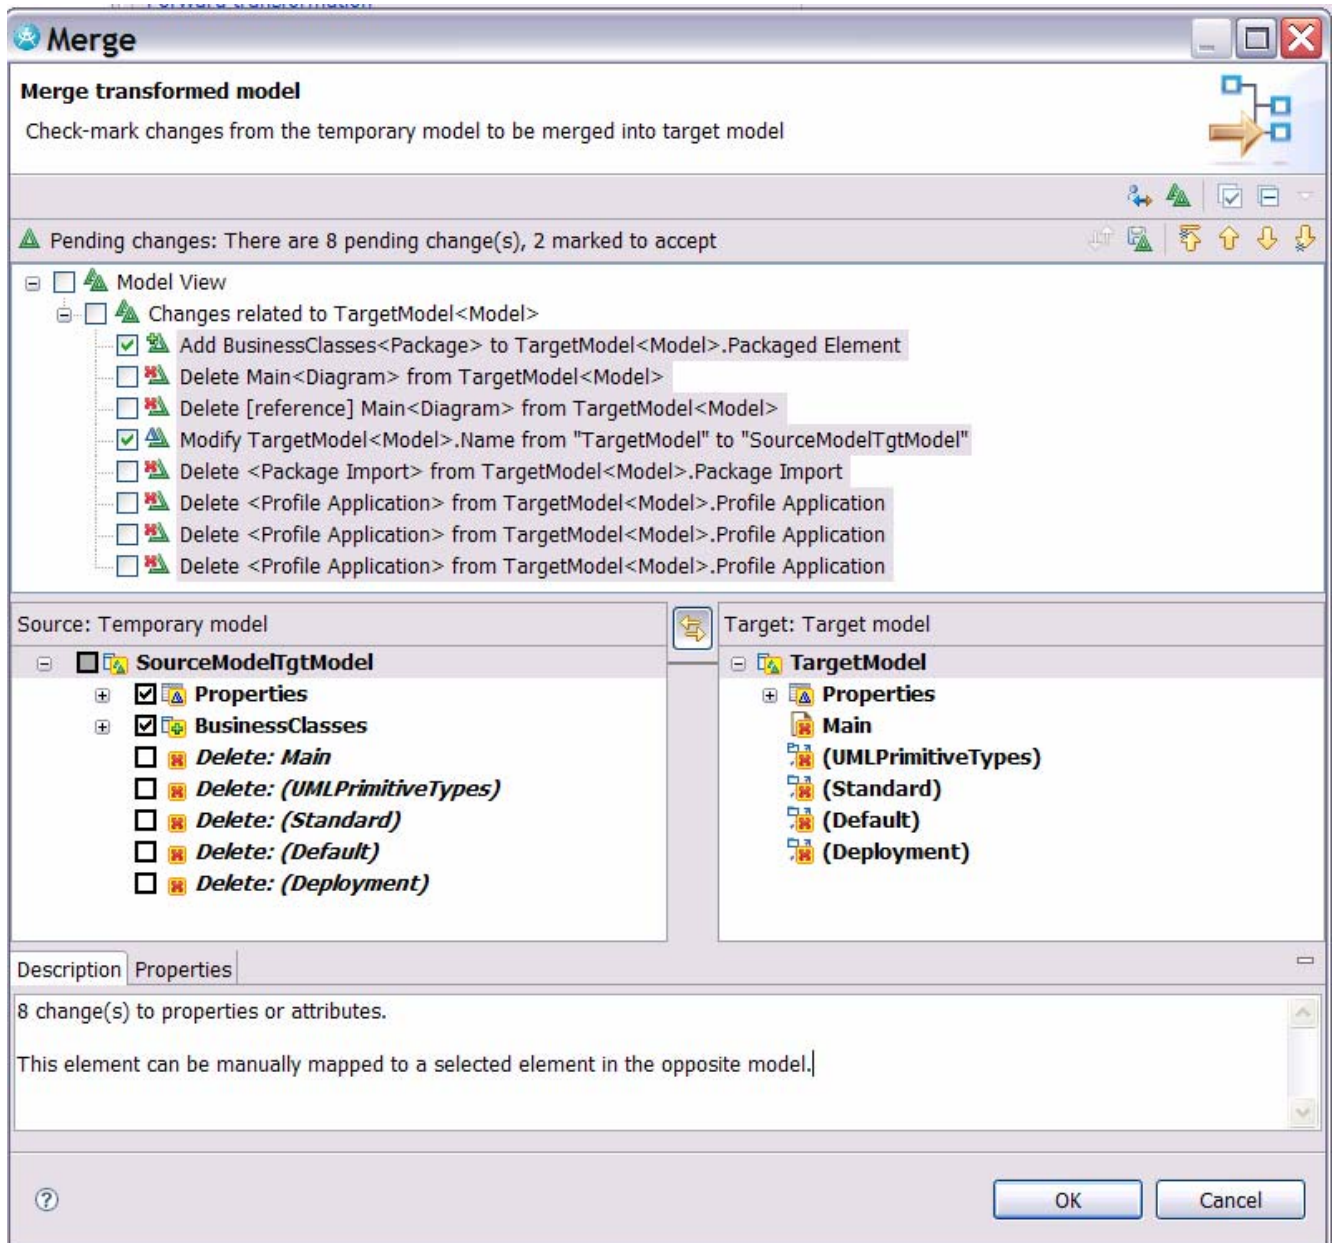 Forward transformation
Merge
Merge transformed model
Check-mark changes from the temporary model to be merged into target model
Pending changes: There are 8 pending change(s), 2 marked to accept
Model View
Changes related to TargetModel<Model>
Add BusinessClasses<Package> to TargetModel<Model>.Packaged Element
Delete Main<Diagram> from TargetModel<Model>
Delete [reference] Main<Diagram> from TargetModel<Model>
Modify TargetModel<Model>.Name from "TargetModel" to "SourceModelTgtModel"
Delete <Package Import> from TargetModel<Model>.Package Import
Delete <Profile Application> from TargetModel<Model>.Profile Application
Delete <Profile Application> from TargetModel<Model>.Profile Application
Delete <Profile Application> from TargetModel<Model>.Profile Application
Source: Temporary model
SourceModelTgtModel
Properties
BusinessClasses
Delete: Main
Delete: (UMLPrimitiveTypes)
Delete: (Standard)
Delete: (Default)
Delete: (Deployment)
Target: Target model
TargetModel
Properties
Main
(UMLPrimitiveTypes)
(Standard)
(Default)
(Deployment)
Description Properties
8 change(s) to properties or attributes.
This element can be manually mapped to a selected element in the opposite model.
OK Cancel